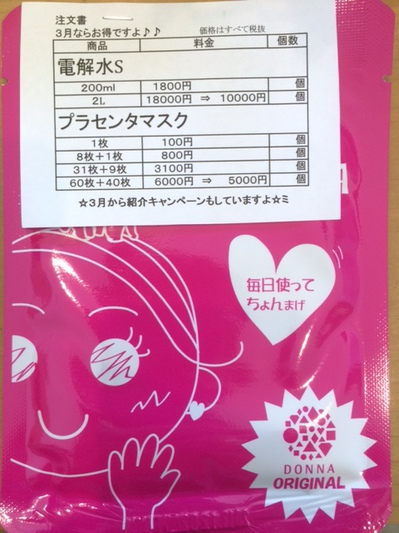 注文書
3月ならお得ですよ♪♪ 価格はすべて税抜
商品 料金 個数
電解水S
200ml 1800円 個
2L 18000円 ⇒ 10000円 個
プラセンタマスク
1枚 100円 個
8枚+1枚 800円 個
31枚+9枚 3100円 個
60枚+40枚 6000円 ⇒ 5000円 個
☆3月から紹介キャンペーンもしていますよ☆ミ
毎日使って
ちょんまげ
DONNA
ORIGINAL